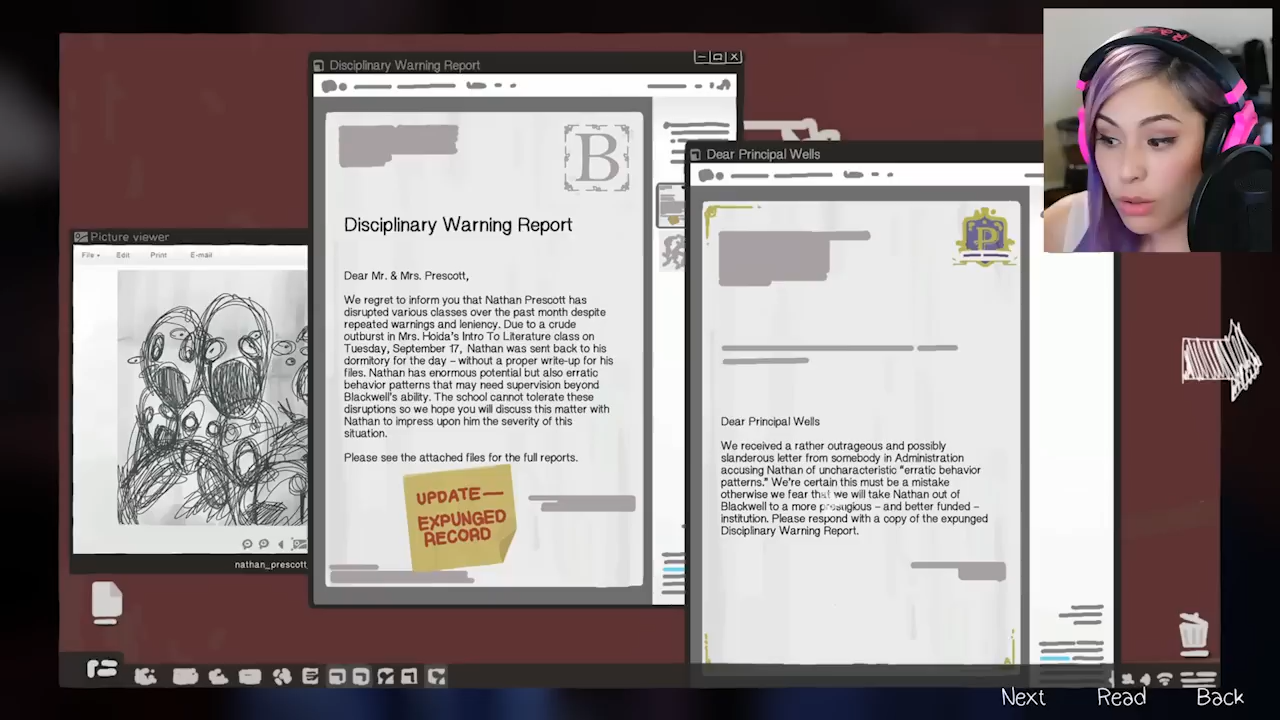 Disciplinary Warning Report
Picture viewer
File
Edit
Print
E-mail
nathan_prescott_
B
Disciplinary Warning Report
Dear Mr. & Mrs. Prescott,
We regret to inform you that Nathan Prescott has
disrupted various classes over the past month despite
repeated warnings and leniency. Due to a crude
outburst in Mrs. Hoida's Intro To Literature class on
Tuesday, September 17, Nathan was sent back to his
dormitory for the day - without a proper write-up for his
files. Nathan has enormous potential but also erratic
behavior patterns that may need supervision beyond
Blackwell's ability. The school cannot tolerate these
disruptions so we hope you will discuss this matter with
Nathan to impress upon him the severity of this
situation.
Please see the attached files for the full reports.
UPDATE—
EXPUNGED
RECORD
Dear Principal Wells
P
Dear Principal Wells
We received a rather outrageous and possibly
slanderous letter from somebody in Administration
accusing Nathan of uncharacteristic "erratic behavior
patterns." We're certain this must be a mistake
otherwise we fear that we will take Nathan out of
Blackwell to a more prestigious - and better funded -
institution. Please respond with a copy of the expunged
Disciplinary Warning Report.
Next
Read
Back